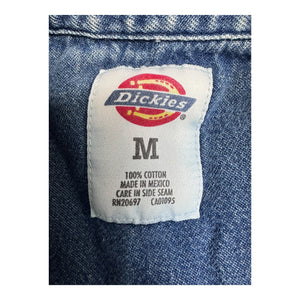 Dickies
®
M
100% COTTON
MADE IN MEXICO
CARE IN SIDE SEAM
RN20697 CA01095